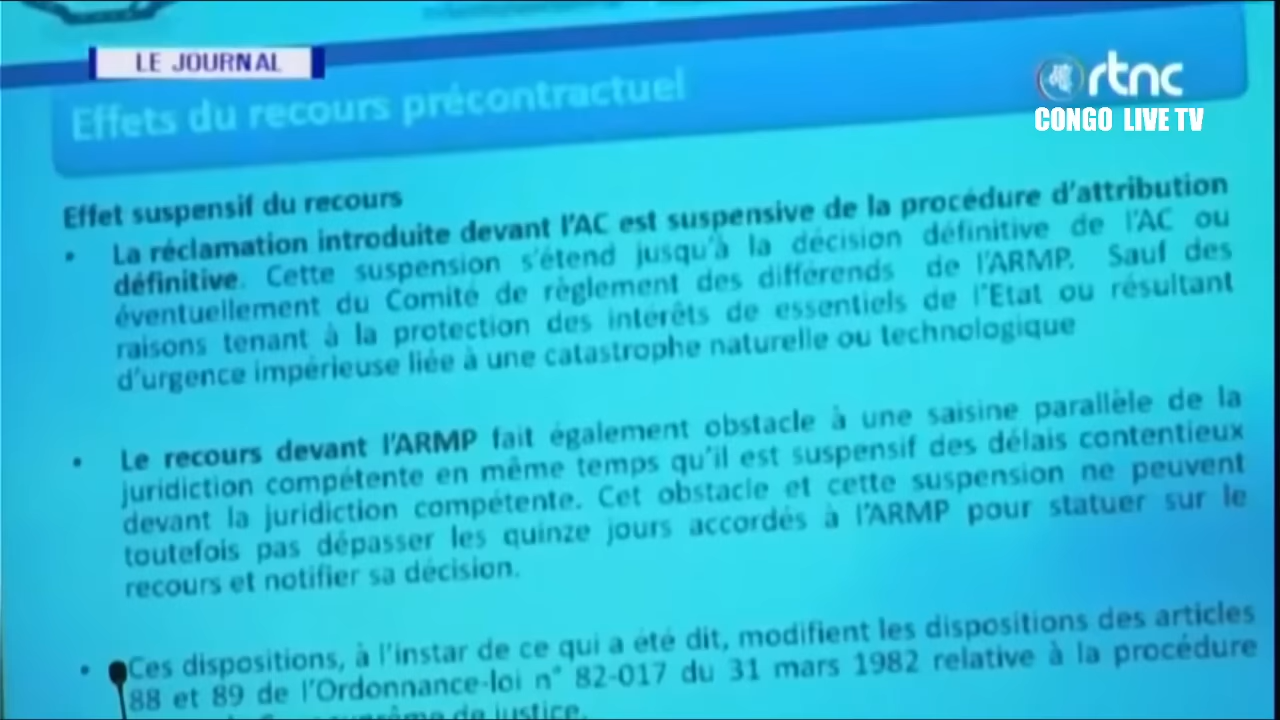 LE JOURNAL
rtnc
CONGO LIVE TV
Effets du recours précontractuel
Effet suspensif du recours
• La réclamation introduite devant l'AC est suspensive de la procédure d'attribution
définitive. Cette suspension s'étend jusqu'à la décision définitive de l'AC ou
éventuellement du Comité de règlement des différends de l'ARMP. Sauf des
raisons tenant à la protection des intérêts de essentiels de l'Etat ou résultant
d'urgence impérieuse liée à une catastrophe naturelle ou technologique
• Le recours devant l'ARMP fait également obstacle à une saisine parallèle de la
juridiction compétente en même temps qu'il est suspensif des délais contentieux
devant la juridiction compétente. Cet obstacle et cette suspension ne peuvent
toutefois pas dépasser les quinze jours accordés à l'ARMP pour statuer sur le
recours et notifier sa décision.
• Ces dispositions, à l'instar de ce qui a été dit, modifient les dispositions des articles
88 et 89 de l'Ordonnance-loi n° 82-017 du 31 mars 1982 relative à la procédure
suprême de justice.